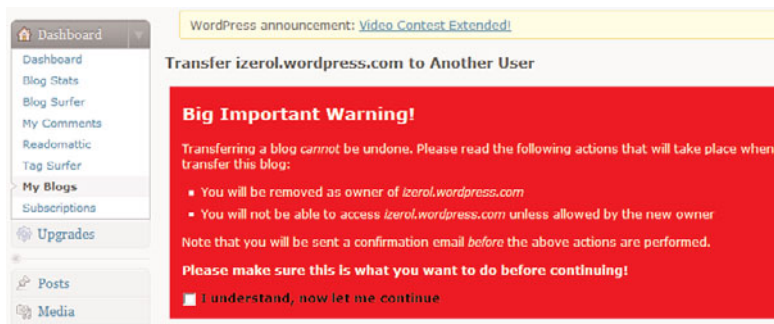 WordPress announcement: Video Contest Extended!
Dashboard
Dashboard
Blog Stats
Blog Surfer
My Comments
Readomattic
Tag Surfer
My Blogs
Subscriptions
Upgrades
Posts
Media
Transfer izerol.wordpress.com to Another User
Big Important Warning!
Transferring a blog cannot be undone. Please read the following actions that will take place when
transfer this blog:
▪ You will be removed as owner of izerol.wordpress.com
▪ You will not be able to access izerol.wordpress.com unless allowed by the new owner
Note that you will be sent a confirmation email before the above actions are performed.
Please make sure this is what you want to do before continuing!
I understand, now let me continue